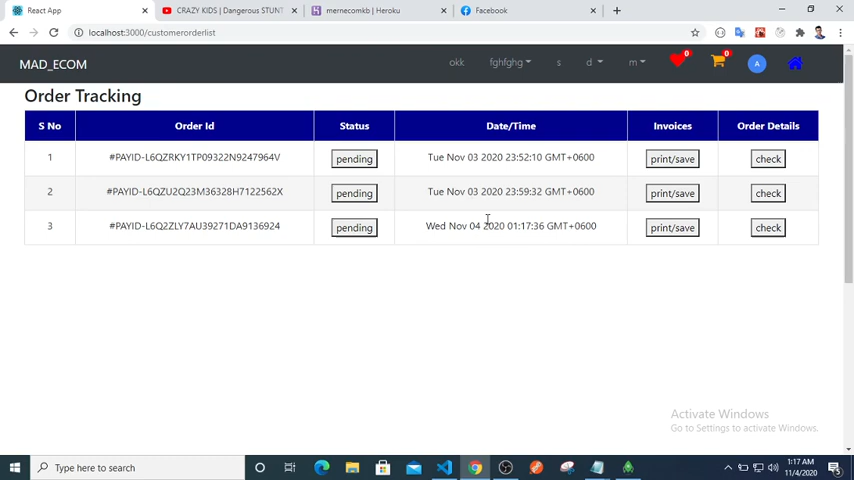 React App
CRAZY KIDS | Dangerous STUNT
mernecomkb | Heroku
Facebook
localhost:3000/customerorderlist
MAD_ECOM
okk
fghfghg
s
d
m
0
0
A
Order Tracking
S No Order Id Status Date/Time Invoices Order Details
1 #PAYID-L6QZRKY1TP09322N9247964V pending Tue Nov 03 2020 23:52:10 GMT+0600 print/save check
2 #PAYID-L6QZU2Q23M36328H7122562X pending Tue Nov 03 2020 23:59:32 GMT+0600 print/save check
3 #PAYID-L6Q2ZLY7AU39271DA9136924 pending Wed Nov 04 2020 01:17:36 GMT+0600 print/save check
Activate Windows
Go to Settings to activate Windows.
Type here to search
1:17 AM
11/4/2020